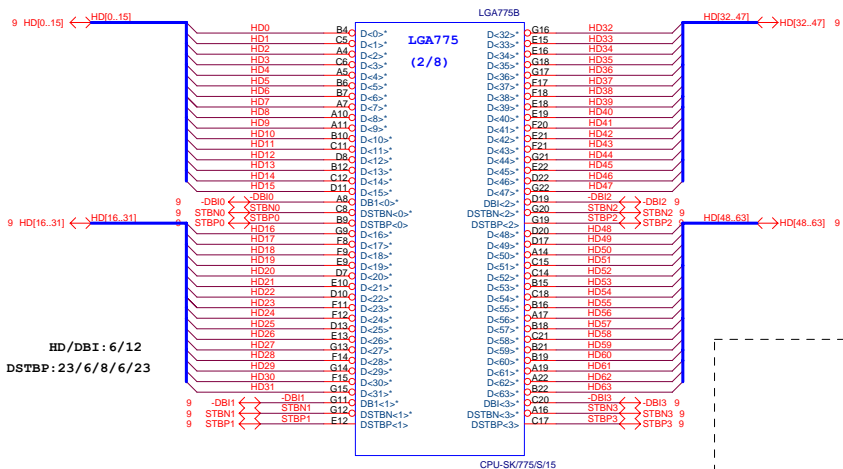 LGA775B
9 HD[0..15] HD[0..15] HD[32..47] HD[32..47] 9
LGA775
(2/8)
HD0 B4 D<0>* D<32>* G16 HD32
HD1 C5 D<1>* D<33>* E15 HD33
HD2 A4 D<2>* D<34>* E16 HD34
HD3 C6 D<3>* D<35>* G18 HD35
HD4 A5 D<4>* D<36>* G17 HD36
HD5 B6 D<5>* D<37>* F17 HD37
HD6 B7 D<6>* D<38>* F18 HD38
HD7 A7 D<7>* D<39>* E18 HD39
HD8 A10 D<8>* D<40>* E19 HD40
HD9 A11 D<9>* D<41>* F20 HD41
HD10 B10 D<10>* D<42>* E21 HD42
HD11 C11 D<11>* D<43>* F21 HD43
HD12 D8 D<12>* D<44>* G21 HD44
HD13 B12 D<13>* D<45>* E22 HD45
HD14 C12 D<14>* D<46>* D22 HD46
HD15 D11 D<15>* D<47>* G22 HD47
9 -DBI0 -DBI0 A8 DB1<0>* DBI<2>* D19 -DBI2 -DBI2 9
9 STBN0 STBN0 C8 DSTBN<0>* DSTBN<2>* G20 STBN2 STBN2 9
9 STBP0 STBP0 B9 DSTBP<0> DSTBP<2> G19 STBP2 STBP2 9
9 HD[16..31] HD[16..31] HD[48..63] HD[48..63] 9
HD16 G9 D<16>* D<48>* D20 HD48
HD17 F8 D<17>* D<49>* D17 HD49
HD18 F9 D<18>* D<50>* A14 HD50
HD19 E9 D<19>* D<51>* C15 HD51
HD20 D7 D<20>* D<52>* C14 HD52
HD21 E10 D<21>* D<53>* B15 HD53
HD22 D10 D<22>* D<54>* C18 HD54
HD23 F11 D<23>* D<55>* B16 HD55
HD24 F12 D<24>* D<56>* A17 HD56
HD25 D13 D<25>* D<57>* B18 HD57
HD26 E13 D<26>* D<58>* C21 HD58
HD27 G13 D<27>* D<59>* B21 HD59
HD28 F14 D<28>* D<60>* B19 HD60
HD29 G14 D<29>* D<61>* A19 HD61
HD30 F15 D<30>* D<62>* A22 HD62
HD31 G15 D<31>* D<63>* B22 HD63
HD/DBI:6/12
DSTBP:23/6/8/6/23
9 -DBI1 -DBI1 G11 DB1<1>* DBI<3>* C20 -DBI3 -DBI3 9
9 STBN1 STBN1 G12 DSTBN<1>* DSTBN<3>* A16 STBN3 STBN3 9
9 STBP1 STBP1 E12 DSTBP<1> DSTBP<3> C17 STBP3 STBP3 9
CPU-SK/775/S/15